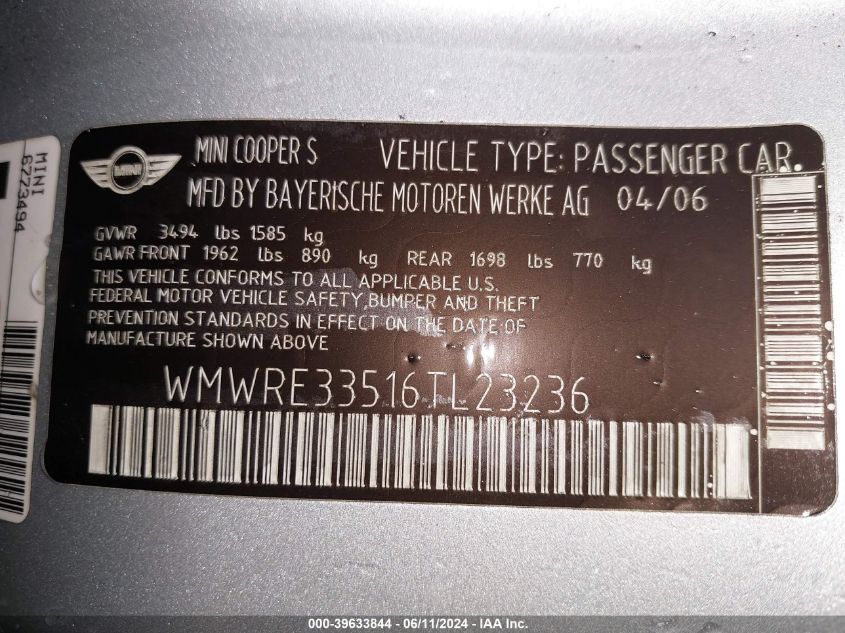 MINI COOPER S VEHICLE TYPE: PASSENGER CAR.
MINI
MFD BY BAYERISCHE MOTOREN WERKE AG 04/06
GVWR 3494 lbs 1585 kg
GAWR FRONT 1962 lbs 890 kg REAR 1698 lbs 770 kg
THIS VEHICLE CONFORMS TO ALL APPLICABLE U.S.
FEDERAL MOTOR VEHICLE SAFETY,BUMPER AND THEFT
PREVENTION STANDARDS IN EFFECT ON THE DATE OF
MANUFACTURE SHOWN ABOVE
WMWRE33516TL23236
MINI
6723494
000-39633844 / 06/11/2024 - IAA Inc.